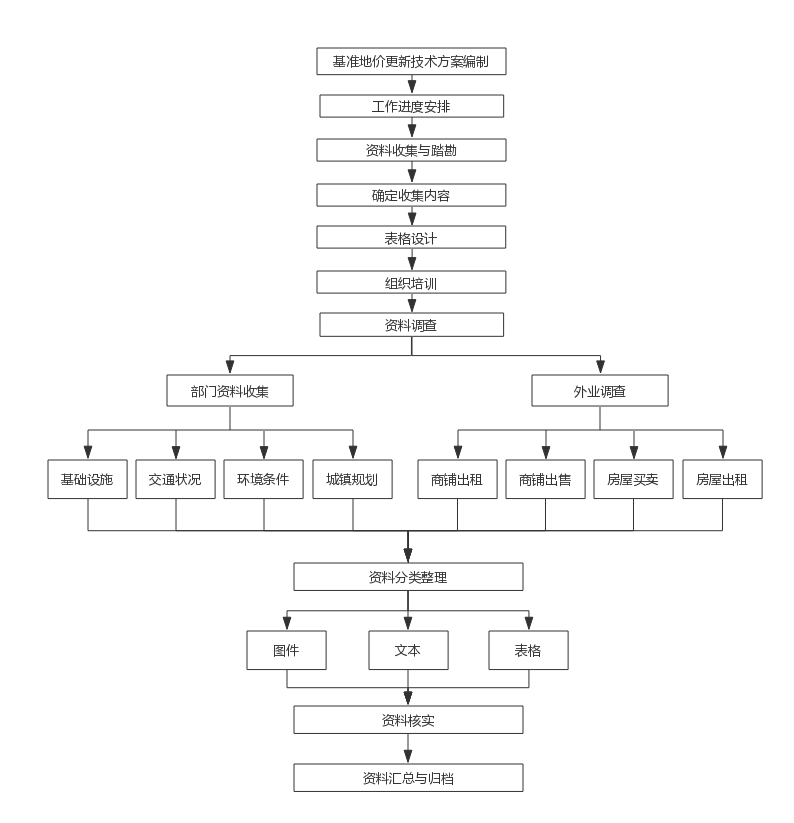 基准地价更新技术方案编制
工作进度安排
资料收集与踏勘
确定收集内容
表格设计
组织培训
资料调查
部门资料收集
外业调查
基础设施
交通状况
环境条件
城镇规划
商铺出租
商铺出售
房屋买卖
房屋出租
资料分类整理
图件
文本
表格
资料核实
资料汇总与归档